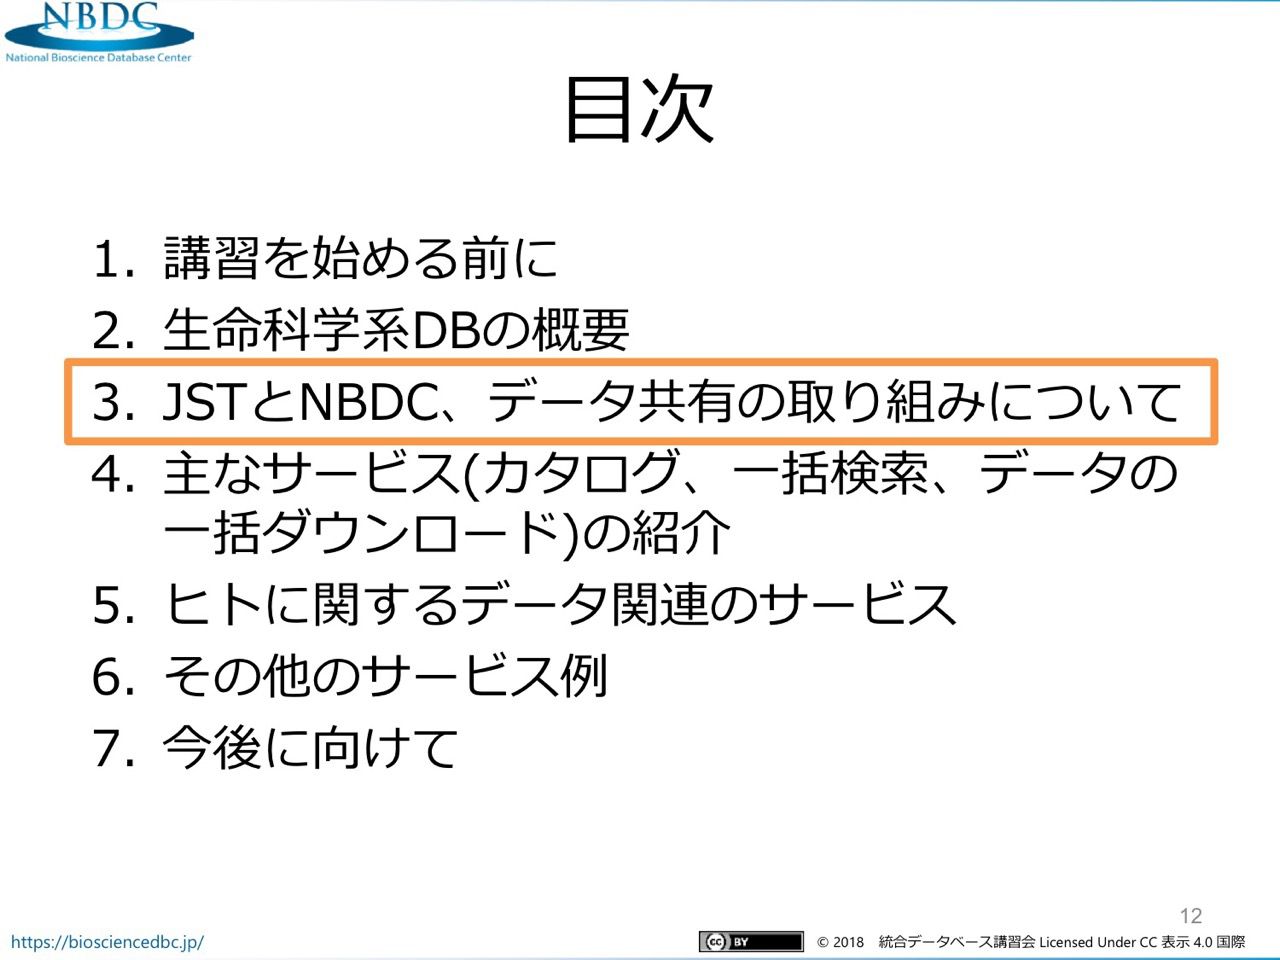 NBDC
National Bioscience Database Center
目次
1. 講習を始める前に
2. 生命科学系DBの概要
3. JSTとNBDC、データ共有の取り組みについて
4. 主なサービス(カタログ、一括検索、データの
一括ダウンロード)の紹介
5. ヒトに関するデータ関連のサービス
6. その他のサービス例
7. 今後に向けて
12
https://biosciencedbc.jp/
cc BY
© 2018 統合データベース講習会 Licensed Under CC 表示 4.0 国際